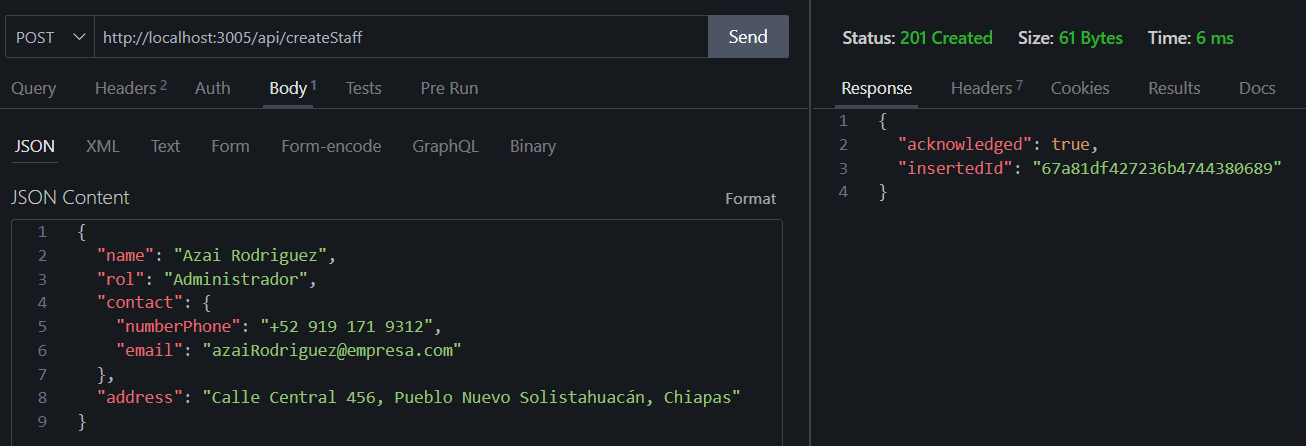 POST http://localhost:3005/api/createStaff Send
Query Headers 2 Auth Body 1 Tests Pre Run
JSON XML Text Form Form-encode GraphQL Binary
JSON Content Format
1 {
2 "name": "Azai Rodriguez",
3 "rol": "Administrador",
4 "contact": {
5 "numberPhone": "+52 919 171 9312",
6 "email": "azaiRodriguez@empresa.com"
7 },
8 "address": "Calle Central 456, Pueblo Nuevo Solistahuacán, Chiapas"
9 }
Status: 201 Created Size: 61 Bytes Time: 6 ms
Response Headers 7 Cookies Results Docs
1 {
2 "acknowledged": true,
3 "insertedId": "67a81df427236b4744380689"
4 }